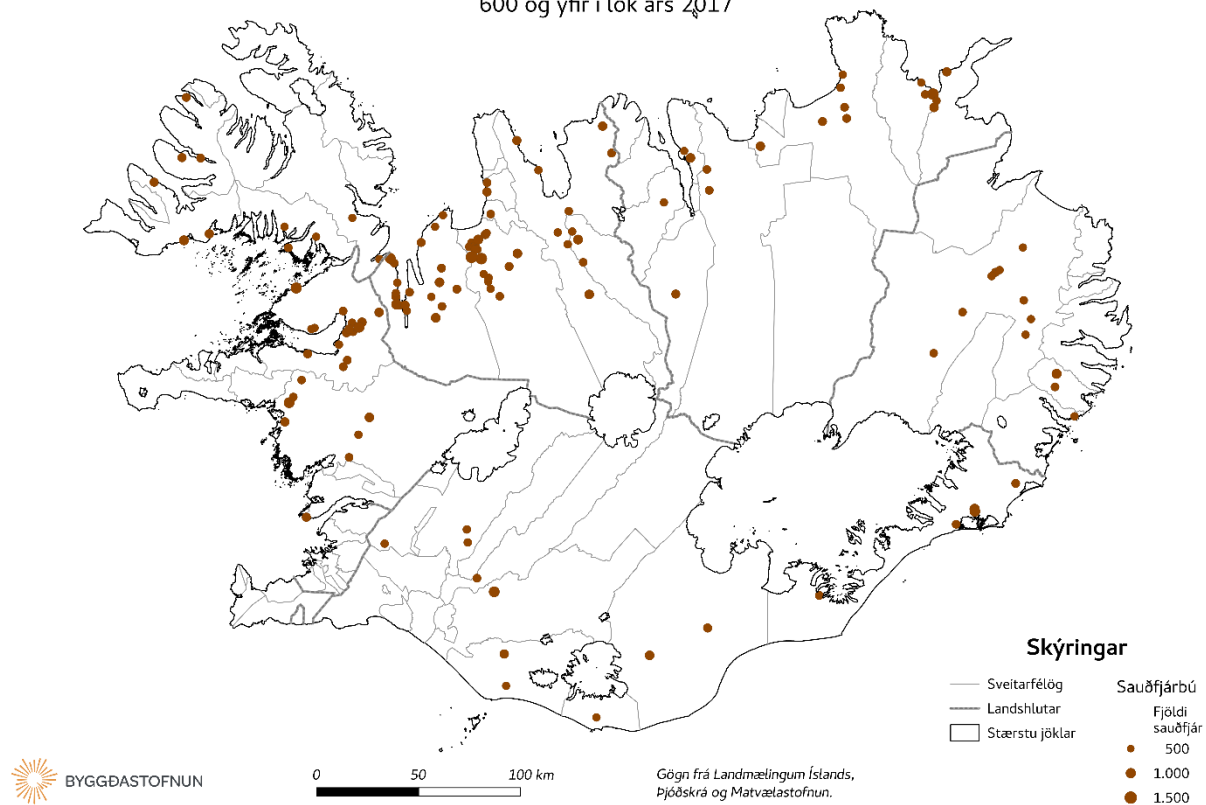 600 og yfir í lok árs 2017
Skýringar
Sveitarfélög
Landshlutar
Stærstu jöklar
Sauðfjárbú
Fjöldi
sauðfjár
500
1.000
1.500
BYGGÐASTOFNUN
0 50 100 km
Gögn frá Landmælingum Íslands,
Þjóðskrá og Matvælastofnun.